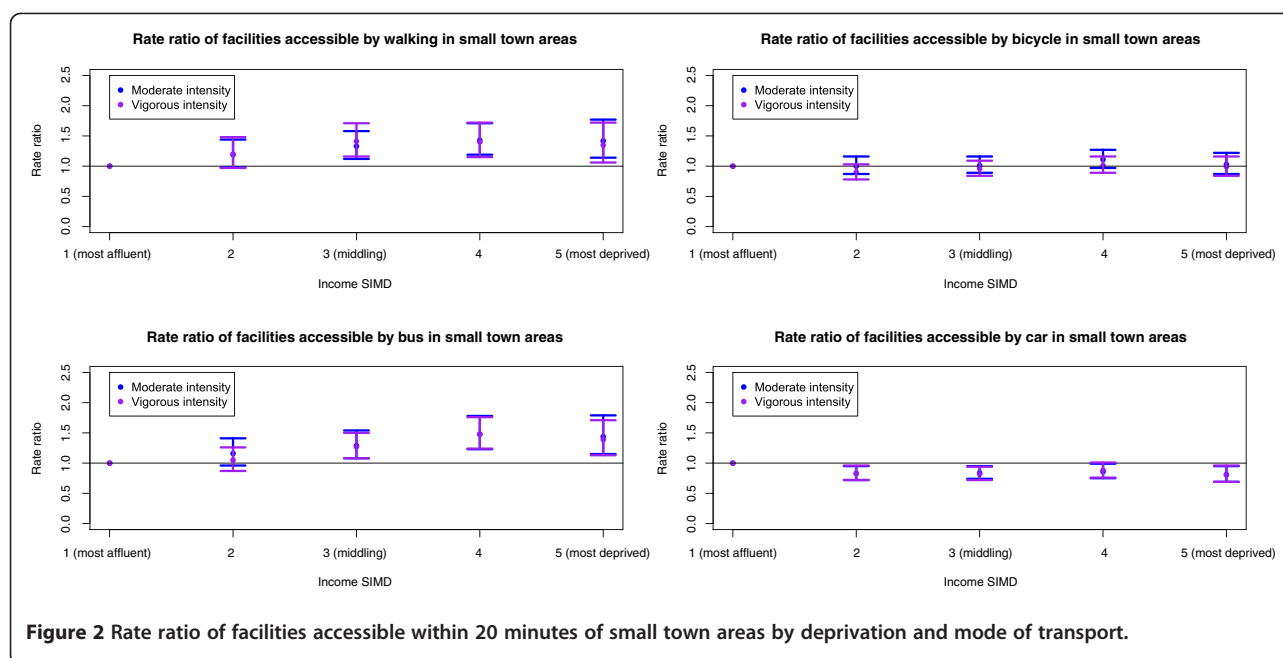 Rate ratio of facilities accessible by walking in small town areas
2.5
2.0
1.5
1.0
0.5
0.0
Rate ratio
Moderate intensity
Vigorous intensity
1 (most affluent) 2 3 (middling) 4 5 (most deprived)
Income SIMD
Rate ratio of facilities accessible by bicycle in small town areas
2.5
2.0
1.5
1.0
0.5
0.0
Rate ratio
Moderate intensity
Vigorous intensity
1 (most affluent) 2 3 (middling) 4 5 (most deprived)
Income SIMD
Rate ratio of facilities accessible by bus in small town areas
2.5
2.0
1.5
1.0
0.5
0.0
Rate ratio
Moderate intensity
Vigorous intensity
1 (most affluent) 2 3 (middling) 4 5 (most deprived)
Income SIMD
Rate ratio of facilities accessible by car in small town areas
2.5
2.0
1.5
1.0
0.5
0.0
Rate ratio
Moderate intensity
Vigorous intensity
1 (most affluent) 2 3 (middling) 4 5 (most deprived)
Income SIMD
Figure 2 Rate ratio of facilities accessible within 20 minutes of small town areas by deprivation and mode of transport.